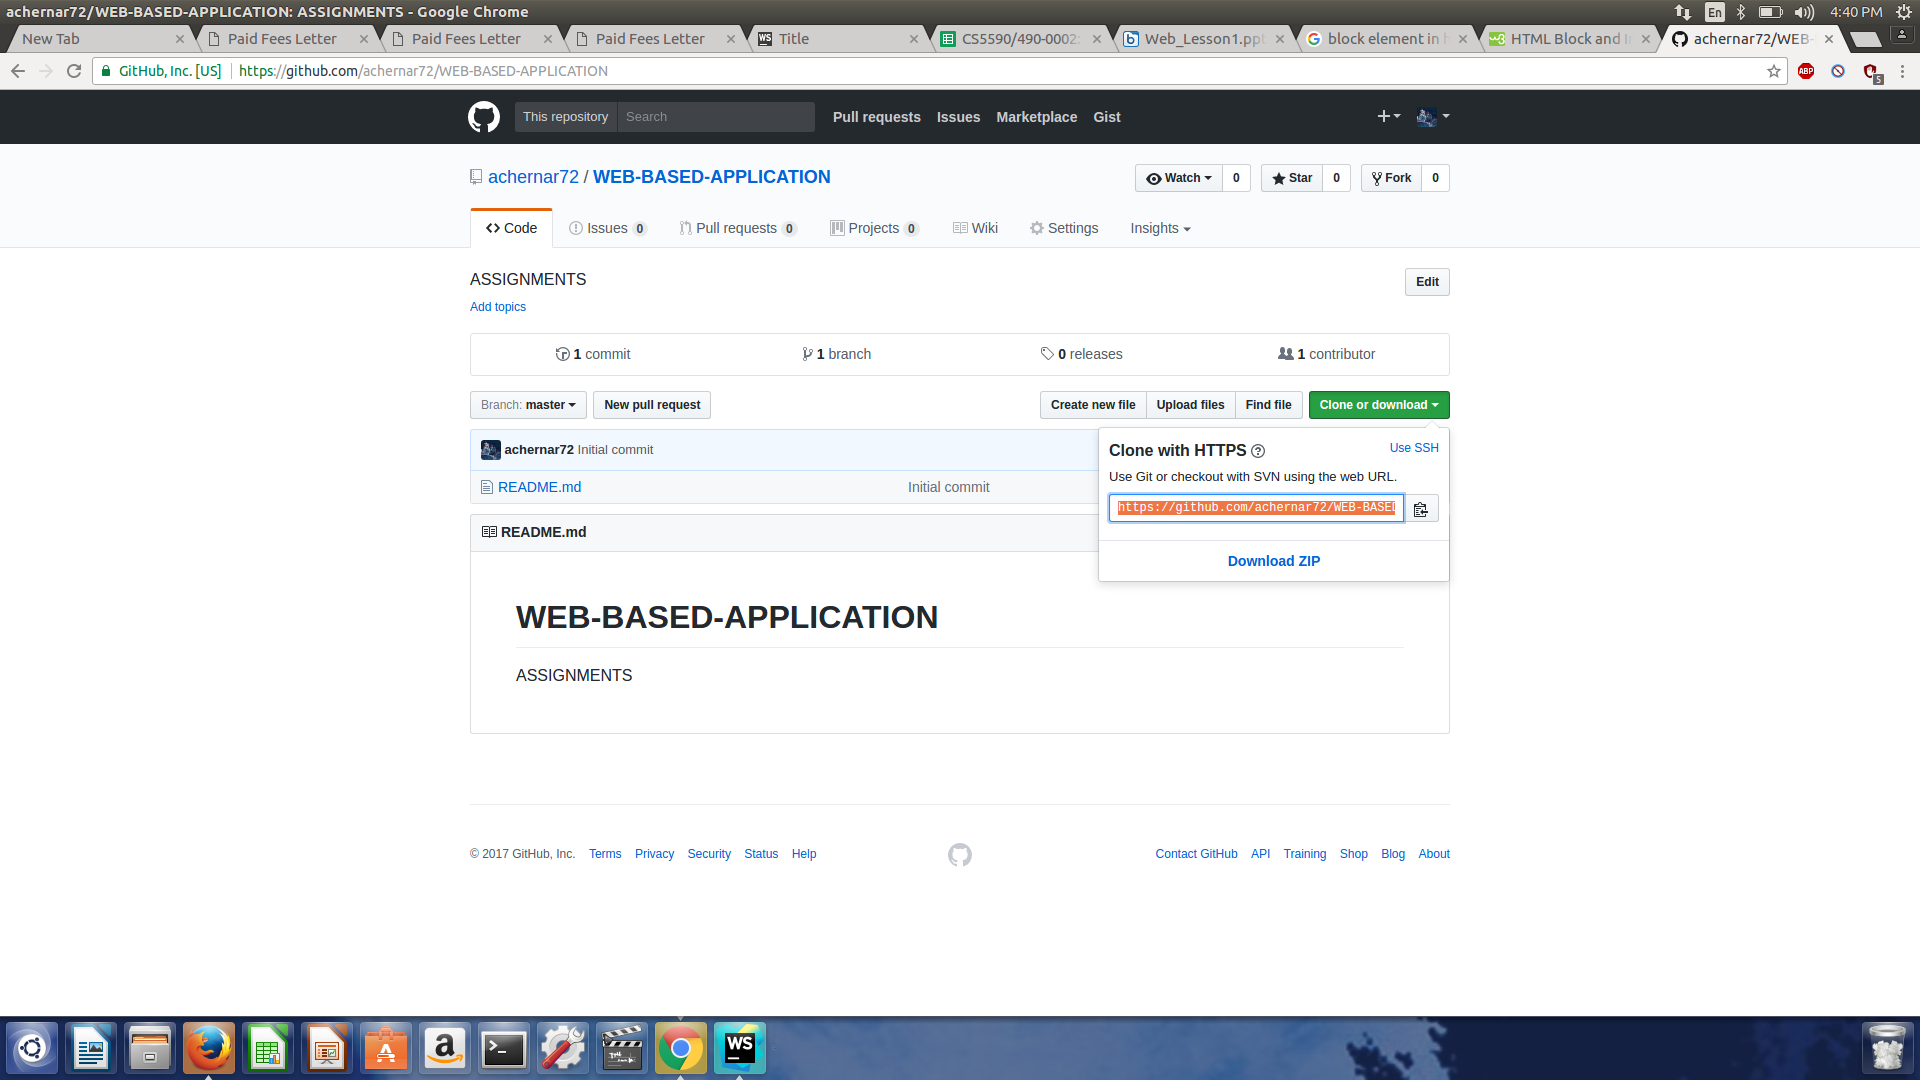 achernar72/WEB-BASED-APPLICATION: ASSIGNMENTS - Google Chrome
En
4:40 PM
New Tab
Paid Fees Letter
Paid Fees Letter
Paid Fees Letter
WS Title
CS5590/490-0002:
Web_Lesson1.ppt
block element in h
w3 HTML Block and I
achernar72/WEB-
GitHub, Inc. [US] https://github.com/achernar72/WEB-BASED-APPLICATION
ABP
5
This repository Search Pull requests Issues Marketplace Gist
achernar72 / WEB-BASED-APPLICATION
Watch 0 Star 0 Fork 0
Code Issues 0 Pull requests 0 Projects 0 Wiki Settings Insights
ASSIGNMENTS
Edit
Add topics
1 commit 1 branch 0 releases 1 contributor
Branch: master New pull request Create new file Upload files Find file Clone or download
achernar72 Initial commit
README.md Initial commit
Clone with HTTPS Use SSH
Use Git or checkout with SVN using the web URL.
https://github.com/achernar72/WEB-BASED
Download ZIP
README.md
WEB-BASED-APPLICATION
ASSIGNMENTS
© 2017 GitHub, Inc. Terms Privacy Security Status Help
Contact GitHub API Training Shop Blog About
WS